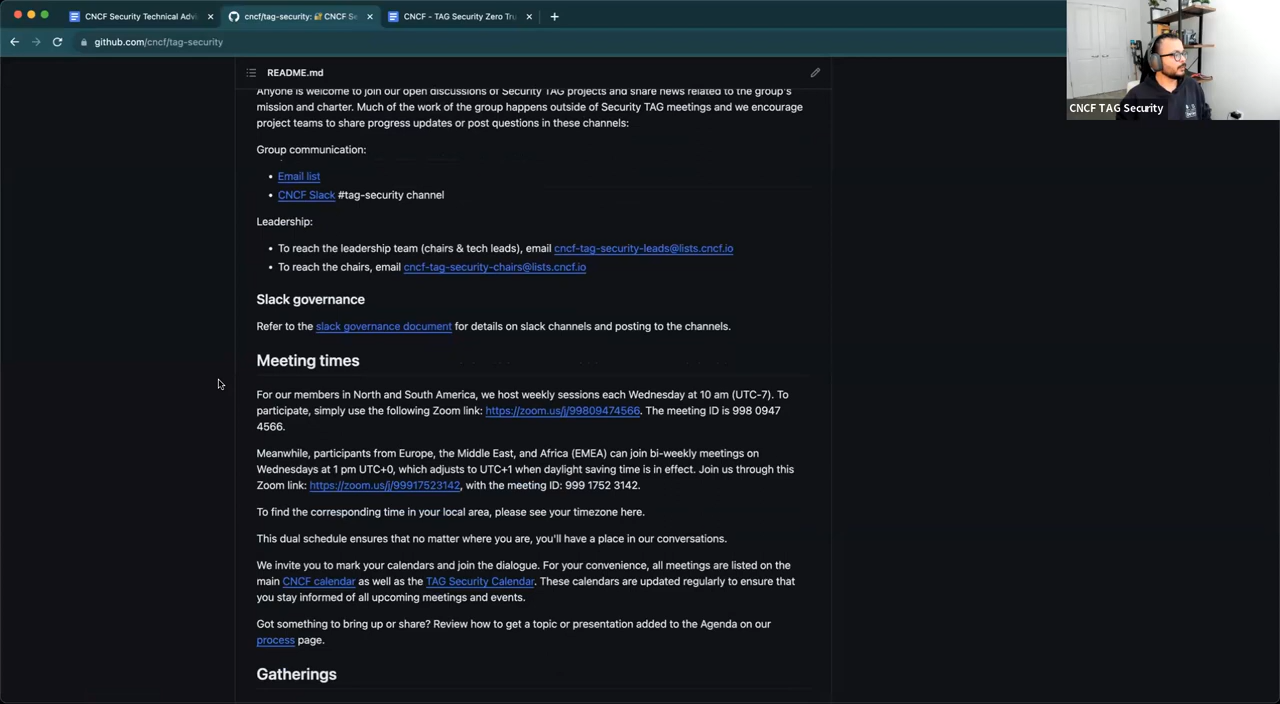 CNCF Security Technical Advi
cncf/tag-security: 🔐 CNCF Se
CNCF - TAG Security Zero Tru
github.com/cncf/tag-security
CNCF TAG Security
README.md
Anyone is welcome to join our open discussions of Security TAG projects and share news related to the group's
mission and charter. Much of the work of the group happens outside of Security TAG meetings and we encourage
project teams to share progress updates or post questions in these channels:
Group communication:
• Email list
• CNCF Slack #tag-security channel
Leadership:
• To reach the leadership team (chairs & tech leads), email cncf-tag-security-leads@lists.cncf.io
• To reach the chairs, email cncf-tag-security-chairs@lists.cncf.io
Slack governance
Refer to the slack governance document for details on slack channels and posting to the channels.
Meeting times
For our members in North and South America, we host weekly sessions each Wednesday at 10 am (UTC-7). To
participate, simply use the following Zoom link: https://zoom.us/j/99809474566. The meeting ID is 998 0947
4566.
Meanwhile, participants from Europe, the Middle East, and Africa (EMEA) can join bi-weekly meetings on
Wednesdays at 1 pm UTC+0, which adjusts to UTC+1 when daylight saving time is in effect. Join us through this
Zoom link: https://zoom.us/j/99917523142, with the meeting ID: 999 1752 3142.
To find the corresponding time in your local area, please see your timezone here.
This dual schedule ensures that no matter where you are, you'll have a place in our conversations.
We invite you to mark your calendars and join the dialogue. For your convenience, all meetings are listed on the
main CNCF calendar as well as the TAG Security Calendar. These calendars are updated regularly to ensure that
you stay informed of all upcoming meetings and events.
Got something to bring up or share? Review how to get a topic or presentation added to the Agenda on our
process page.
Gatherings